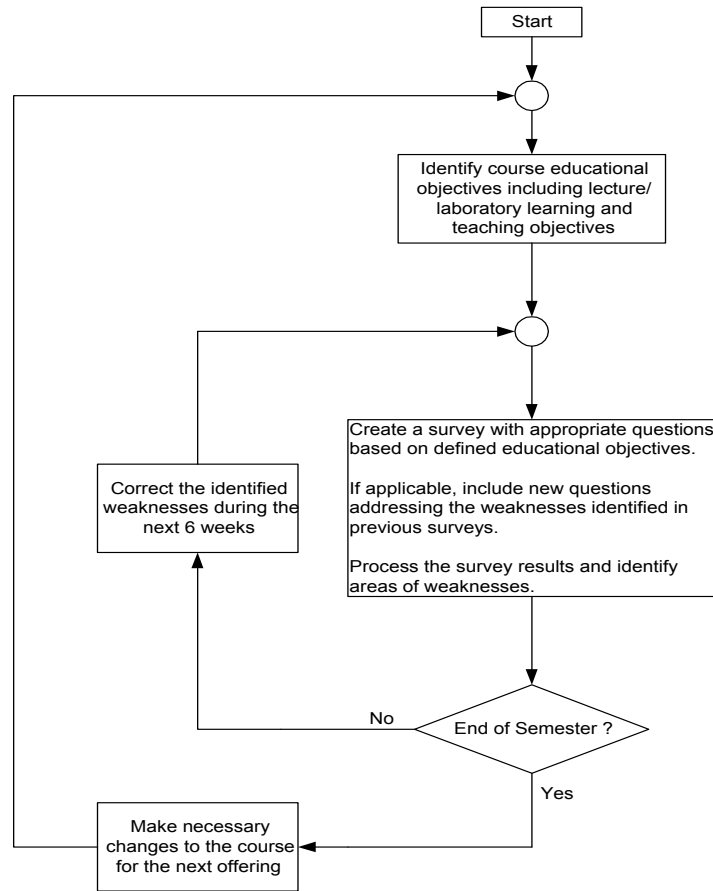 Start
Identify course educational
objectives including lecture/
laboratory learning and
teaching objectives
Create a survey with appropriate questions
based on defined educational objectives.
If applicable, include new questions
addressing the weaknesses identified in
previous surveys.
Process the survey results and identify
areas of weaknesses.
Correct the identified
weaknesses during the
next 6 weeks
End of Semester ?
No
Yes
Make necessary
changes to the course
for the next offering